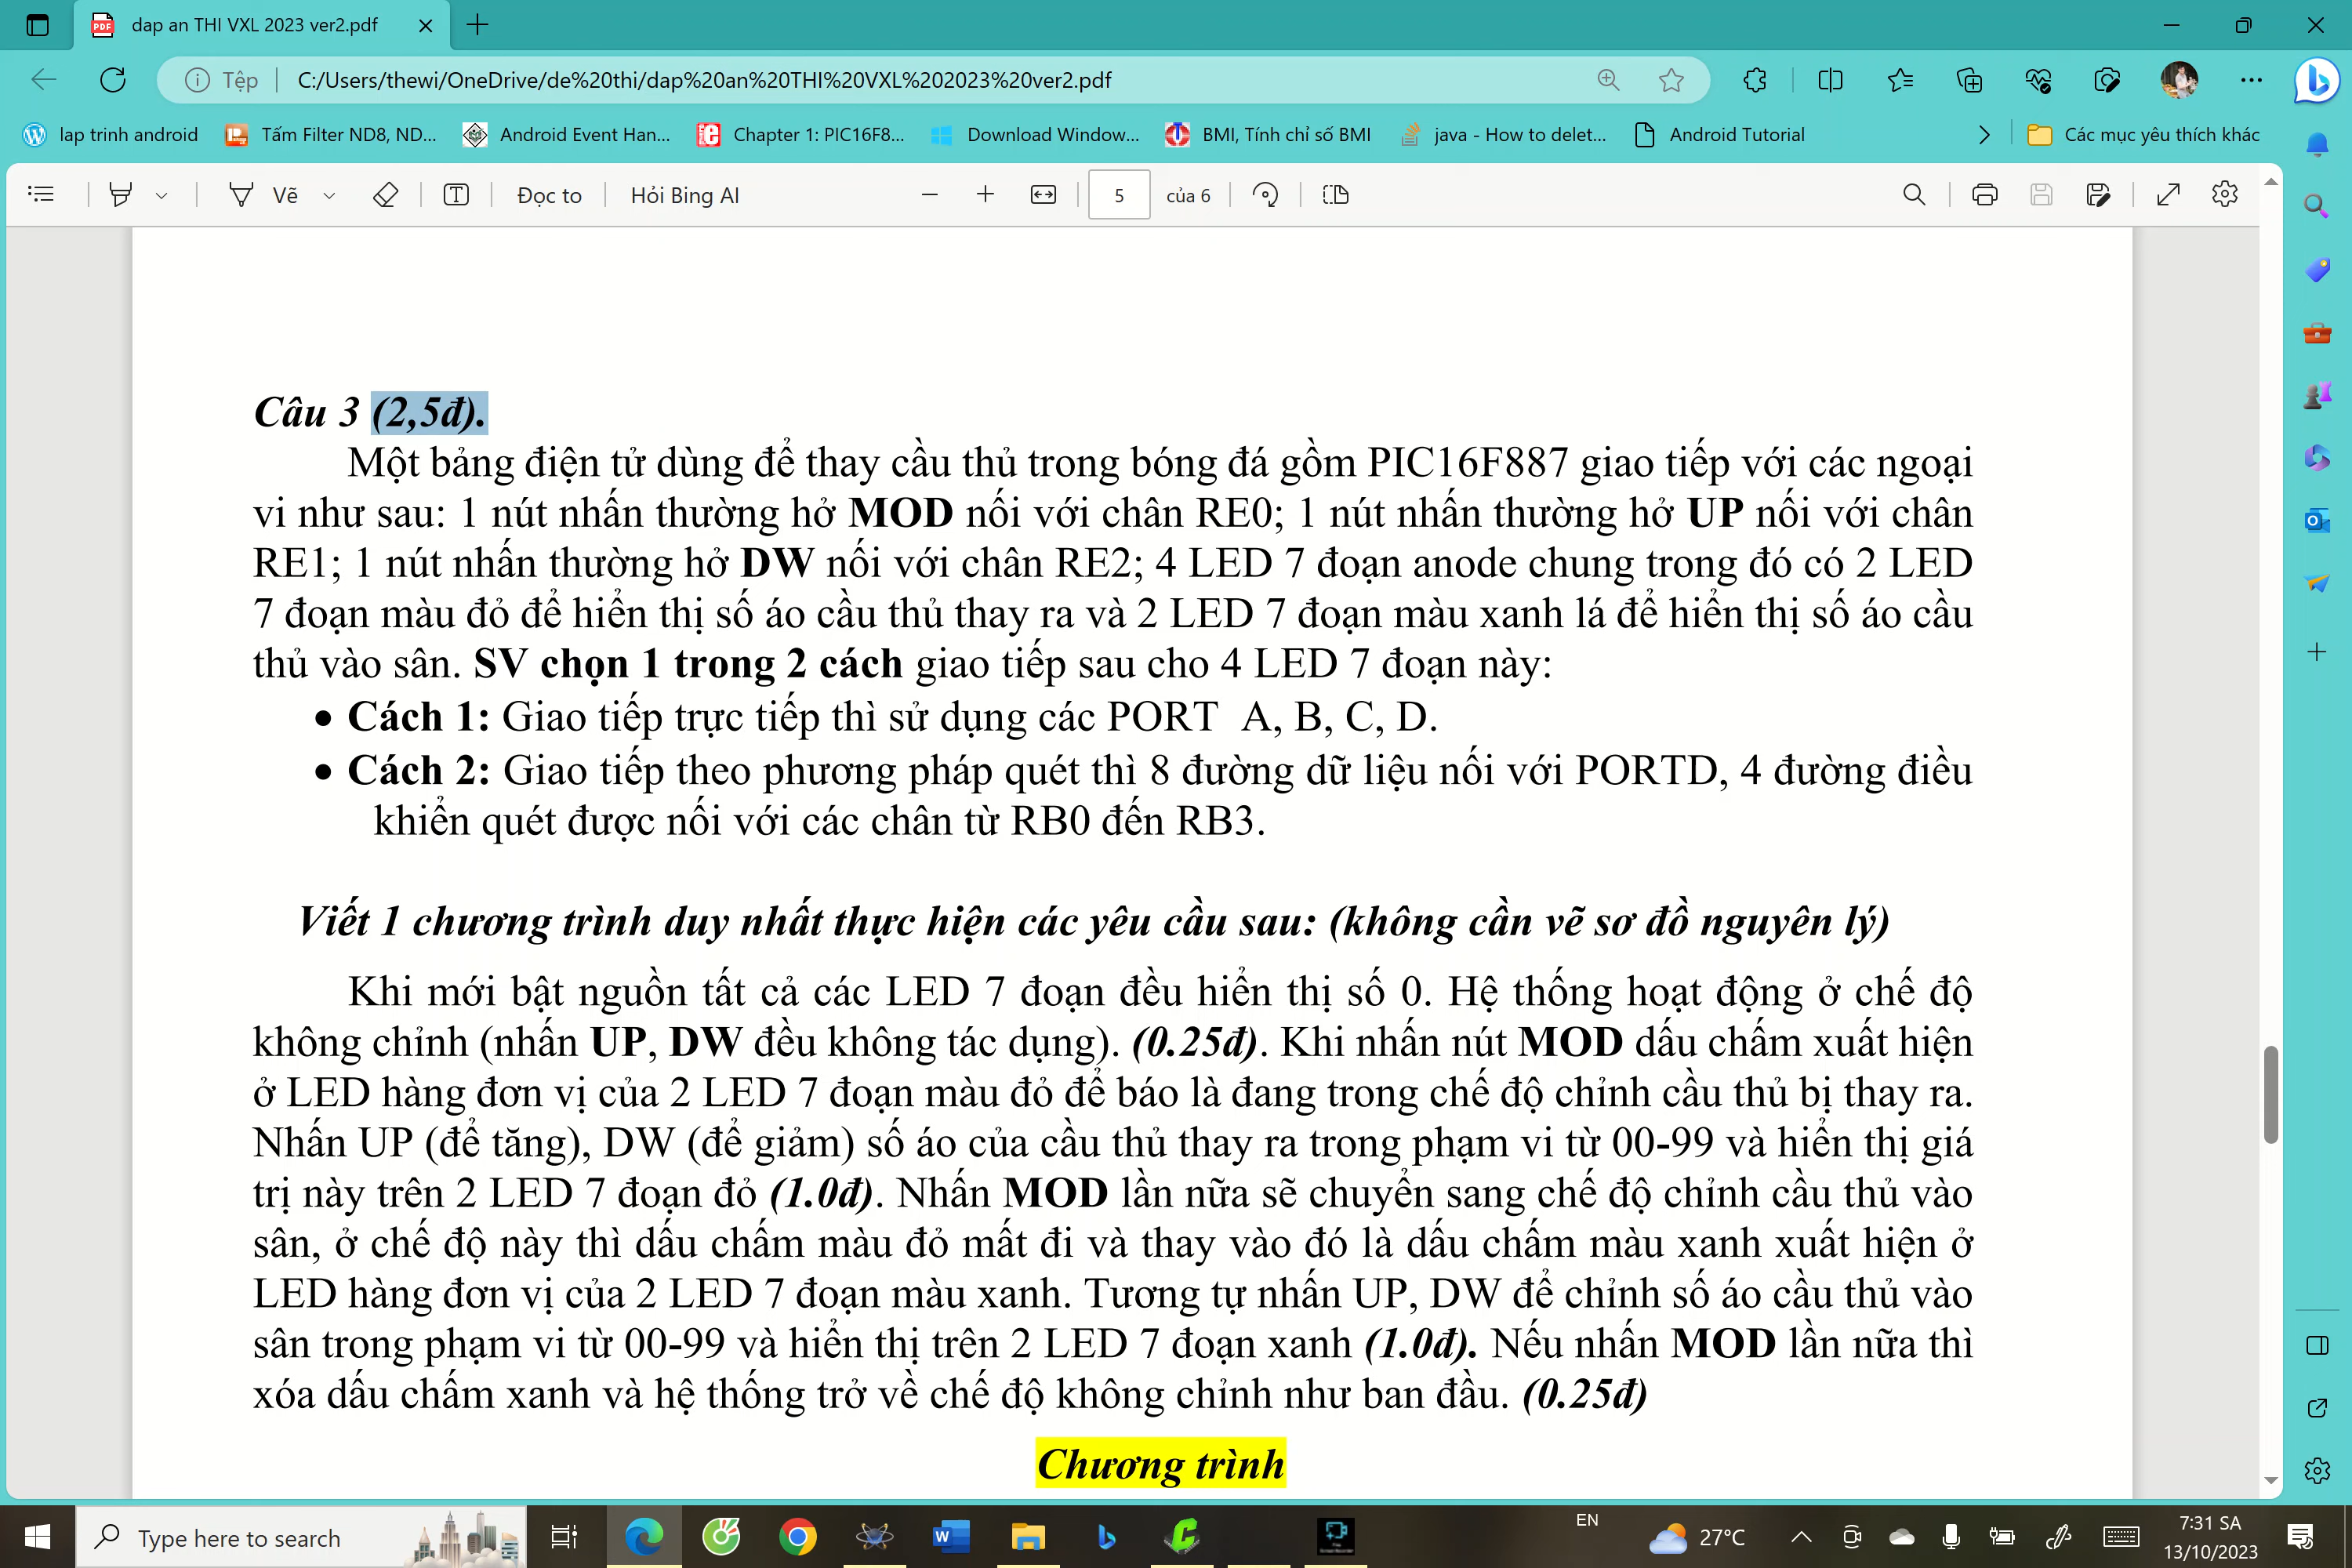 dap an THI VXL 2023 ver2.pdf
Tệp C:/Users/thewi/OneDrive/de%20thi/dap%20an%20THI%20VXL%202023%20ver2.pdf
lap trinh android Tấm Filter ND8, ND... Android Event Han... Chapter 1: PIC16F8... Download Window... BMI, Tính chỉ số BMI java - How to delet... Android Tutorial Các mục yêu thích khác
Vẽ Đọc to Hỏi Bing AI 5 của 6
Câu 3 (2,5đ).
Một bảng điện tử dùng để thay cầu thủ trong bóng đá gồm PIC16F887 giao tiếp với các ngoại
vi như sau: 1 nút nhấn thường hở MOD nối với chân RE0; 1 nút nhấn thường hở UP nối với chân
RE1; 1 nút nhấn thường hở DW nối với chân RE2; 4 LED 7 đoạn anode chung trong đó có 2 LED
7 đoạn màu đỏ để hiển thị số áo cầu thủ thay ra và 2 LED 7 đoạn màu xanh lá để hiển thị số áo cầu
thủ vào sân. SV chọn 1 trong 2 cách giao tiếp sau cho 4 LED 7 đoạn này:
• Cách 1: Giao tiếp trực tiếp thì sử dụng các PORT A, B, C, D.
• Cách 2: Giao tiếp theo phương pháp quét thì 8 đường dữ liệu nối với PORTD, 4 đường điều
khiển quét được nối với các chân từ RB0 đến RB3.
Viết 1 chương trình duy nhất thực hiện các yêu cầu sau: (không cần vẽ sơ đồ nguyên lý)
Khi mới bật nguồn tất cả các LED 7 đoạn đều hiển thị số 0. Hệ thống hoạt động ở chế độ
không chỉnh (nhấn UP, DW đều không tác dụng). (0.25đ). Khi nhấn nút MOD dấu chấm xuất hiện
ở LED hàng đơn vị của 2 LED 7 đoạn màu đỏ để báo là đang trong chế độ chỉnh cầu thủ bị thay ra.
Nhấn UP (để tăng), DW (để giảm) số áo của cầu thủ thay ra trong phạm vi từ 00-99 và hiển thị giá
trị này trên 2 LED 7 đoạn đỏ (1.0đ). Nhấn MOD lần nữa sẽ chuyển sang chế độ chỉnh cầu thủ vào
sân, ở chế độ này thì dấu chấm màu đỏ mất đi và thay vào đó là dấu chấm màu xanh xuất hiện ở
LED hàng đơn vị của 2 LED 7 đoạn màu xanh. Tương tự nhấn UP, DW để chỉnh số áo cầu thủ vào
sân trong phạm vi từ 00-99 và hiển thị trên 2 LED 7 đoạn xanh (1.0đ). Nếu nhấn MOD lần nữa thì
xóa dấu chấm xanh và hệ thống trở về chế độ không chỉnh như ban đầu. (0.25đ)
Chương trình
Type here to search EN 27°C 7:31 SA
13/10/2023